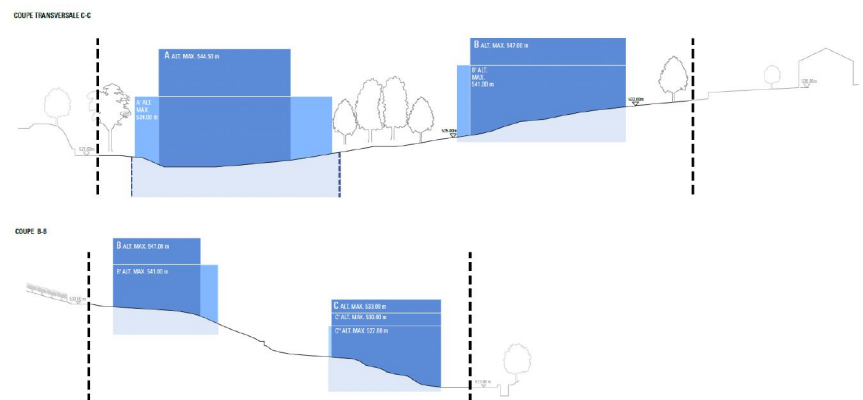 COUPE TRANSVERSALE C-C
A ALT. MAX. 544.50 m
B ALT. MAX. 547.00 m
B' ALT.
MAX.
541.00 m
A' ALT.
MAX.
COUPE B-B
B ALT. MAX. 547.00 m
B' ALT. MAX. 541.00 m
C ALT. MAX. 533.00 m
C' ALT. MAX. 530.00 m
C'' ALT. MAX. 527.00 m